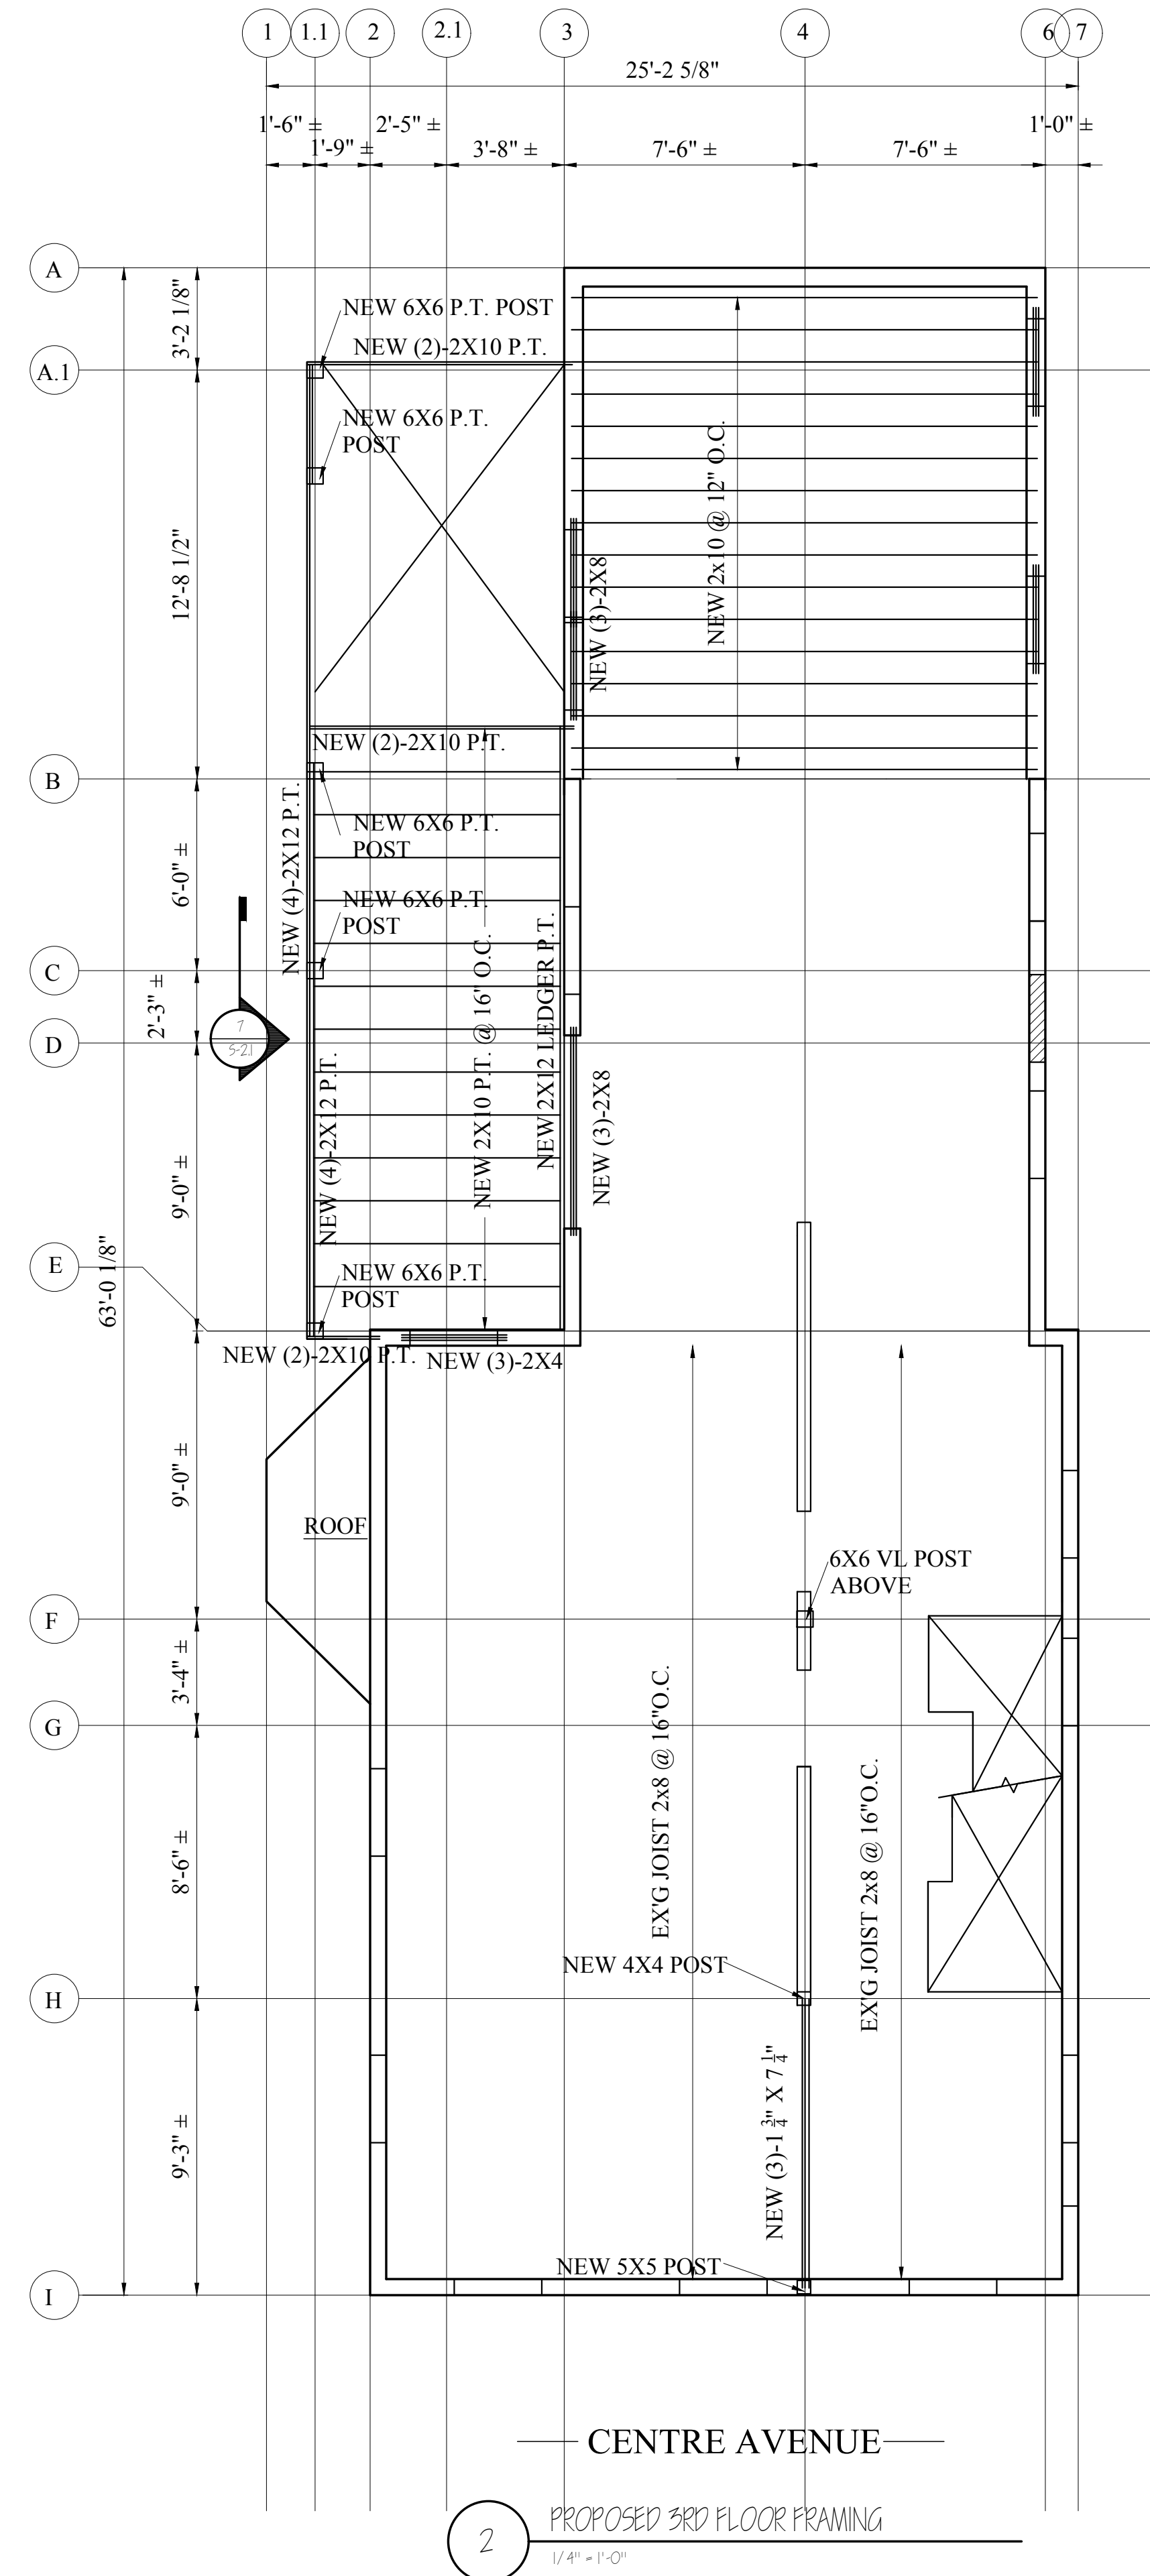 1 1.1 2 2.1 3 4 6 7
25'-2 5/8"
1'-6" ±
2'-5" ±
1'-0" ±
1'-9" ±
3'-8" ±
7'-6" ±
7'-6" ±
A
3'-2 1/8"
NEW 6X6 P.T. POST
NEW (2)-2X10 P.T.
A.1
NEW 6X6 P.T.
POST
12'-8 1/2"
NEW 2x10 @ 12" O.C.
NEW (3)-2X8
NEW (2)-2X10 P.T.
B
NEW (4)-2X12 P.T.
NEW 6X6 P.T.
POST
6'-0" ±
NEW 6X6 P.T.
POST
C
2'-3" ±
NEW 2X10 P.T. @ 16" O.C.
NEW 2X12 LEDGER P.T.
7
S-2.1
D
NEW (4)-2X12 P.T.
NEW (3)-2X8
9'-0" ±
63'-0 1/8"
E
NEW 6X6 P.T.
POST
NEW (2)-2X10 P.T.
NEW (3)-2X4
9'-0" ±
ROOF
6X6 VL POST
ABOVE
F
3'-4" ±
G
EX'G JOIST 2x8 @ 16"O.C.
EX'G JOIST 2x8 @ 16"O.C.
8'-6" ±
NEW 4X4 POST
H
NEW (3)-1 3/4" X 7 1/4"
9'-3" ±
NEW 5X5 POST
I
CENTRE AVENUE
2
PROPOSED 3RD FLOOR FRAMING
1/4" = 1'-0"